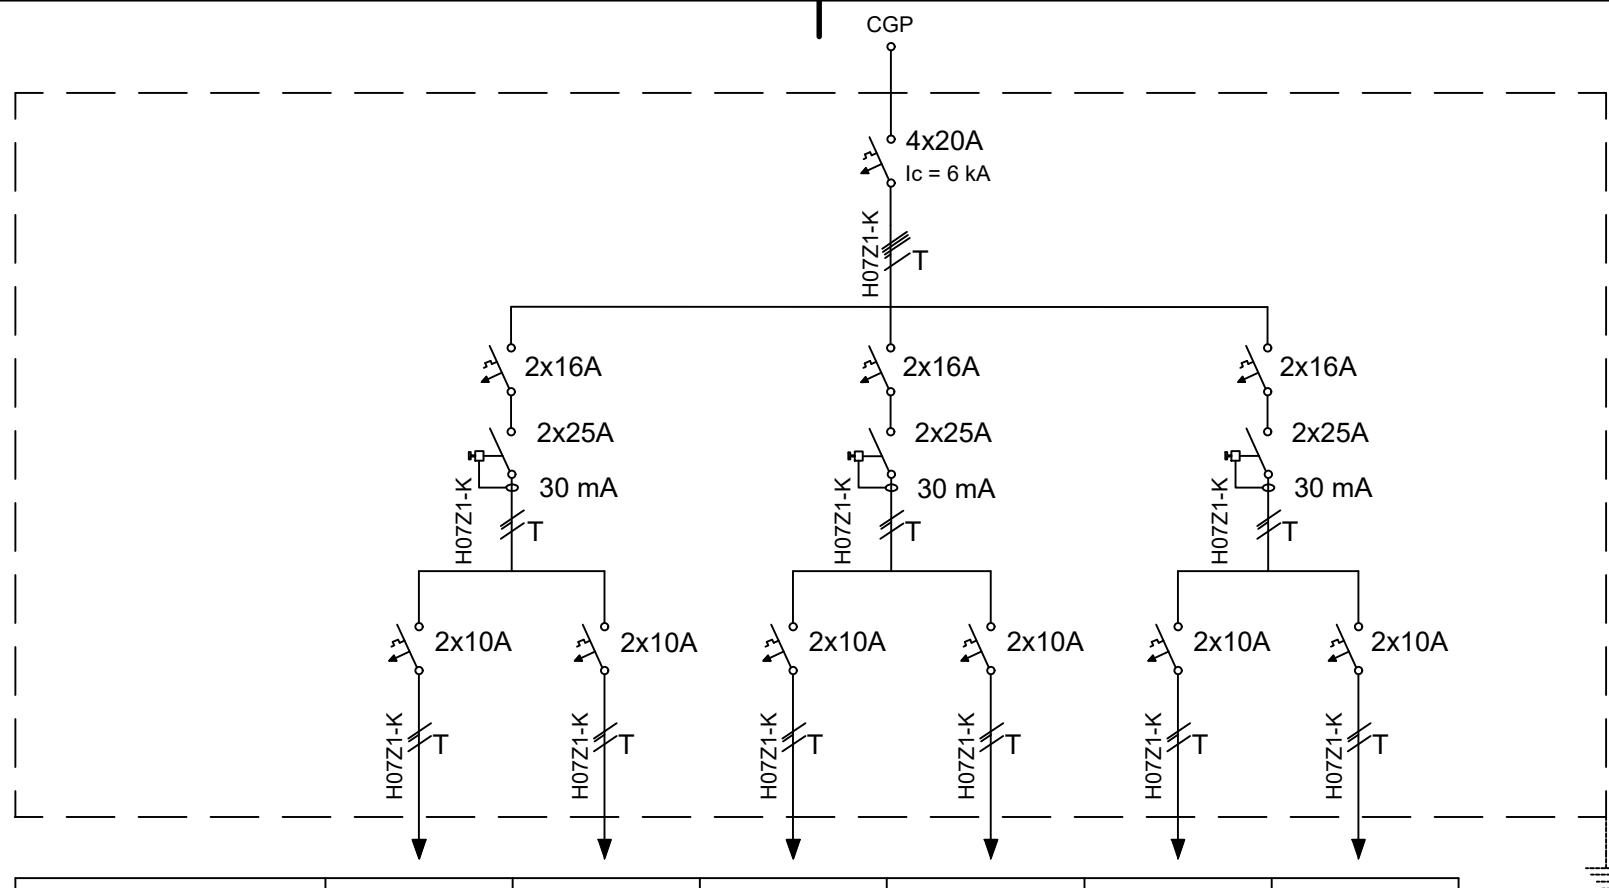 CGP
4x20A
Ic = 6 kA
H07Z1-K
T
2x16A
2x16A
2x16A
2x25A
2x25A
2x25A
30 mA
30 mA
30 mA
H07Z1-K
T
H07Z1-K
T
H07Z1-K
T
2x10A
2x10A
2x10A
2x10A
2x10A
2x10A
H07Z1-K
T
H07Z1-K
T
H07Z1-K
T
H07Z1-K
T
H07Z1-K
T
H07Z1-K
T